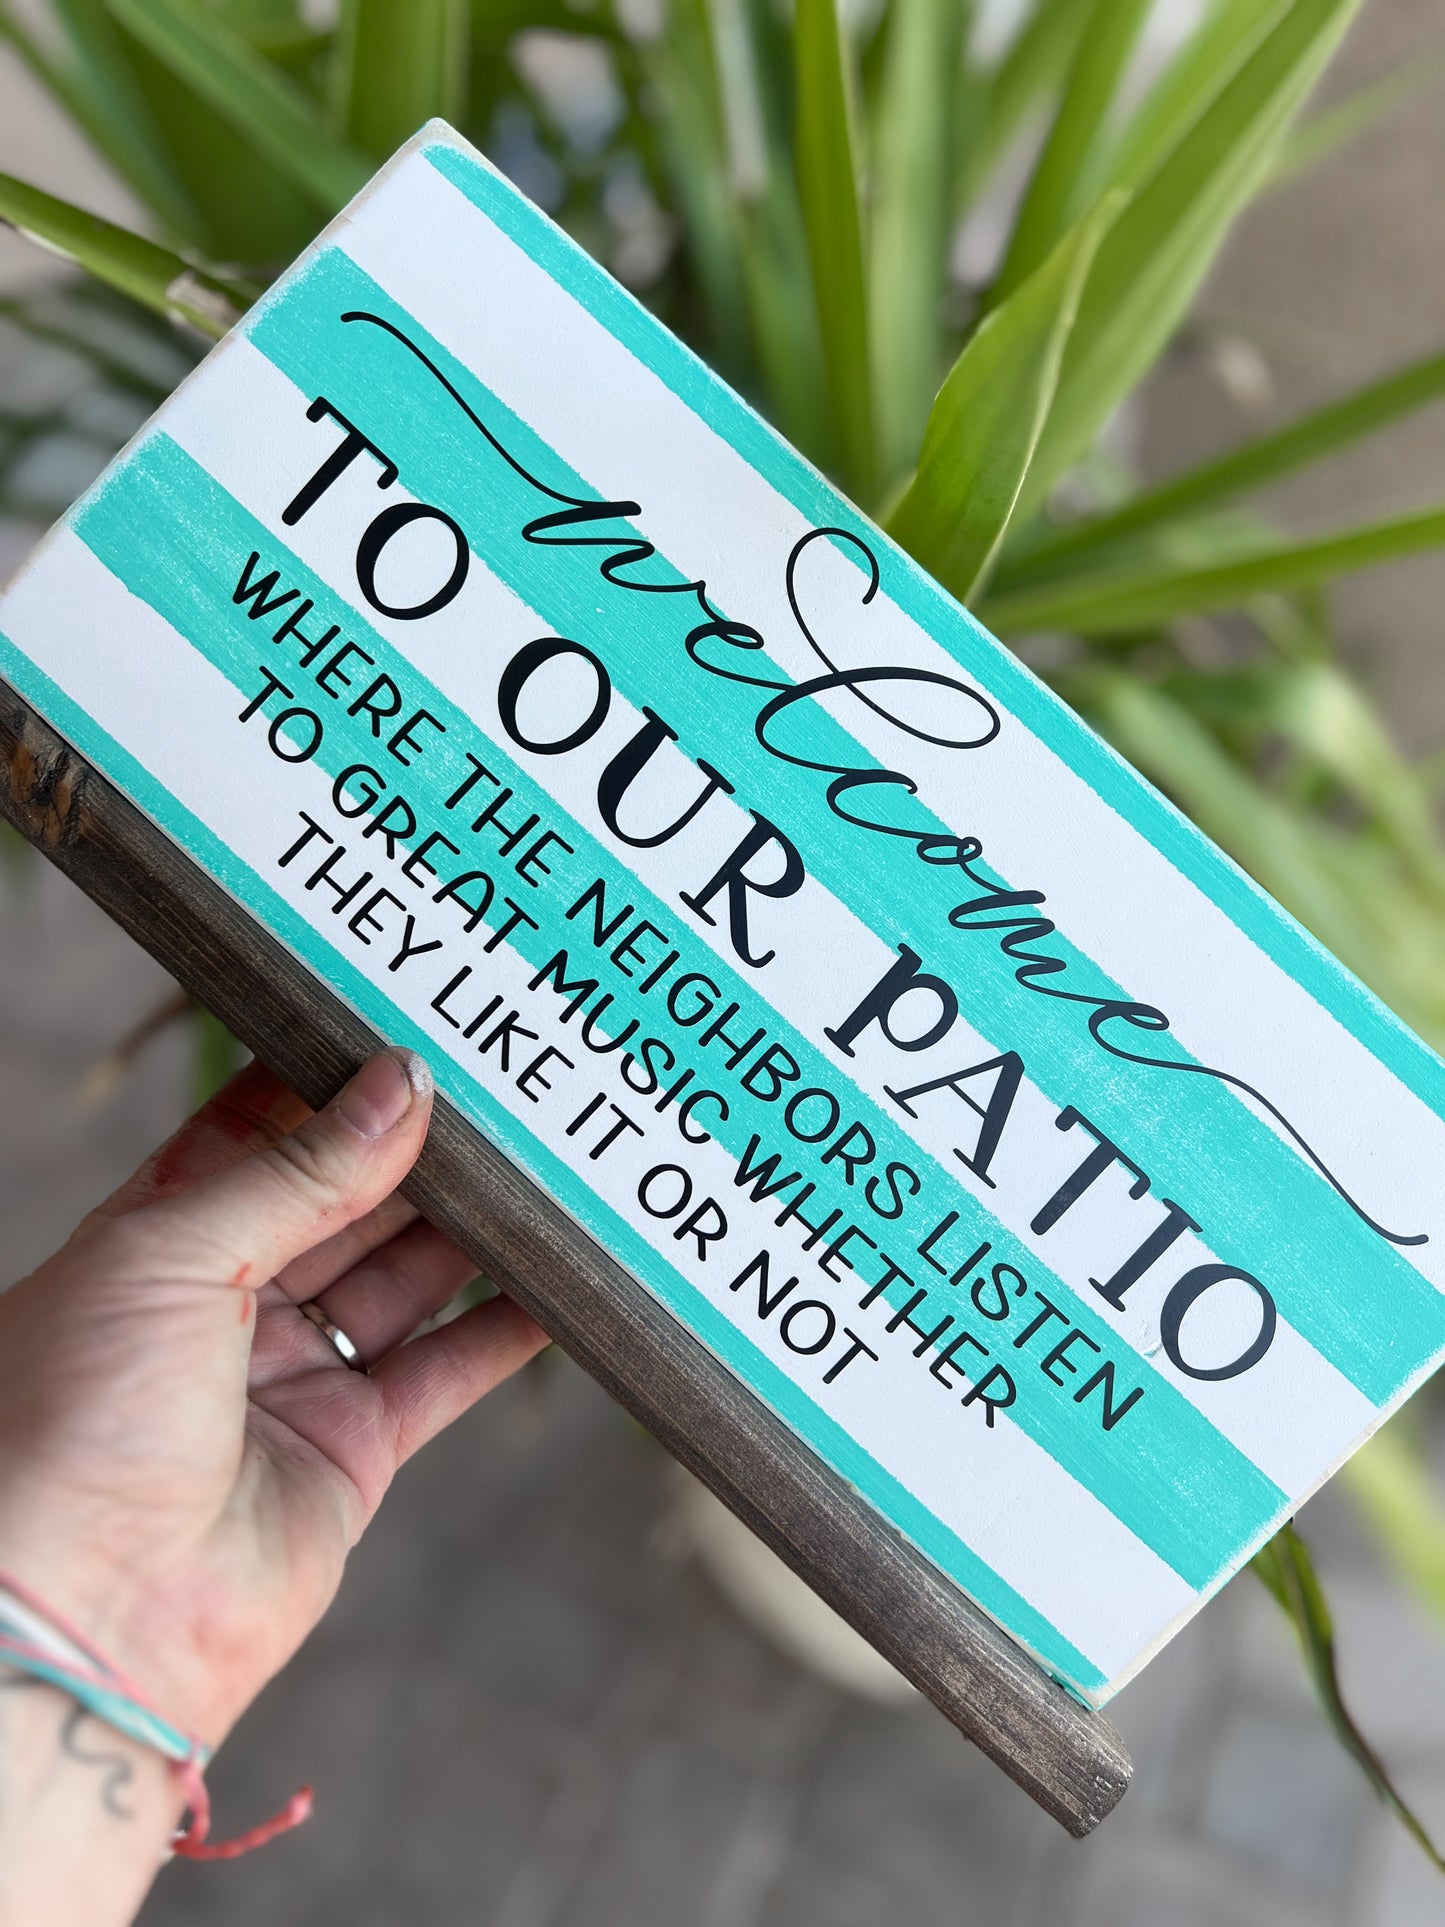 welcome
TO OUR pATIO
WHERE THE NEIGHBORS LISTEN
TO GREAT MUSIC WHETHER
THEY LIKE IT OR NOT